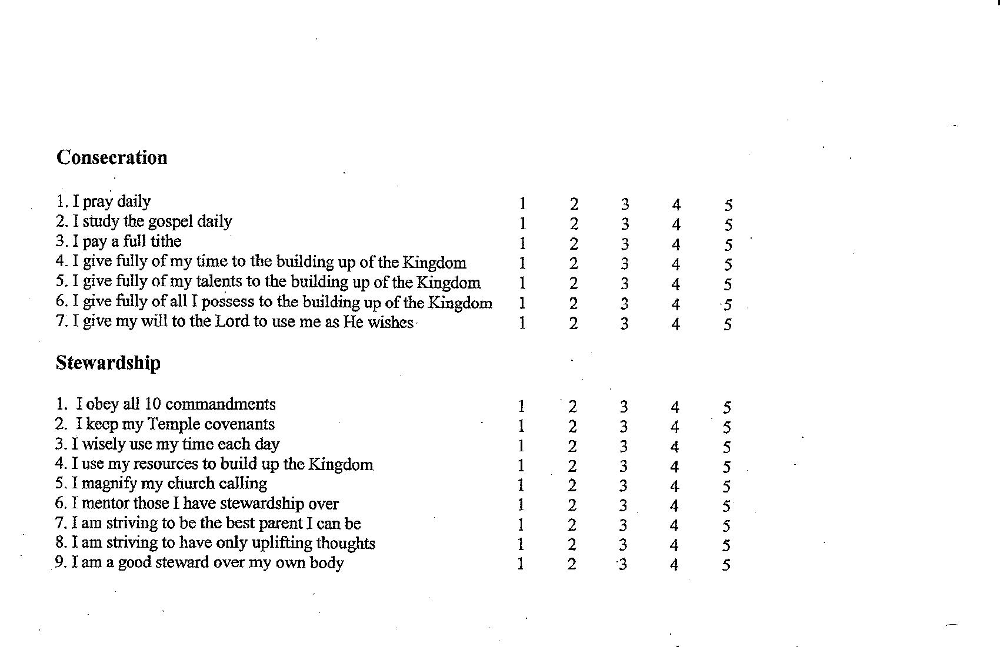 Consecration
1. I pray daily 1 2 3 4 5
2. I study the gospel daily 1 2 3 4 5
3. I pay a full tithe 1 2 3 4 5
4. I give fully of my time to the building up of the Kingdom 1 2 3 4 5
5. I give fully of my talents to the building up of the Kingdom 1 2 3 4 5
6. I give fully of all I possess to the building up of the Kingdom 1 2 3 4 5
7. I give my will to the Lord to use me as He wishes 1 2 3 4 5
Stewardship
1. I obey all 10 commandments 1 2 3 4 5
2. I keep my Temple covenants 1 2 3 4 5
3. I wisely use my time each day 1 2 3 4 5
4. I use my resources to build up the Kingdom 1 2 3 4 5
5. I magnify my church calling 1 2 3 4 5
6. I mentor those I have stewardship over 1 2 3 4 5
7. I am striving to be the best parent I can be 1 2 3 4 5
8. I am striving to have only uplifting thoughts 1 2 3 4 5
9. I am a good steward over my own body 1 2 3 4 5